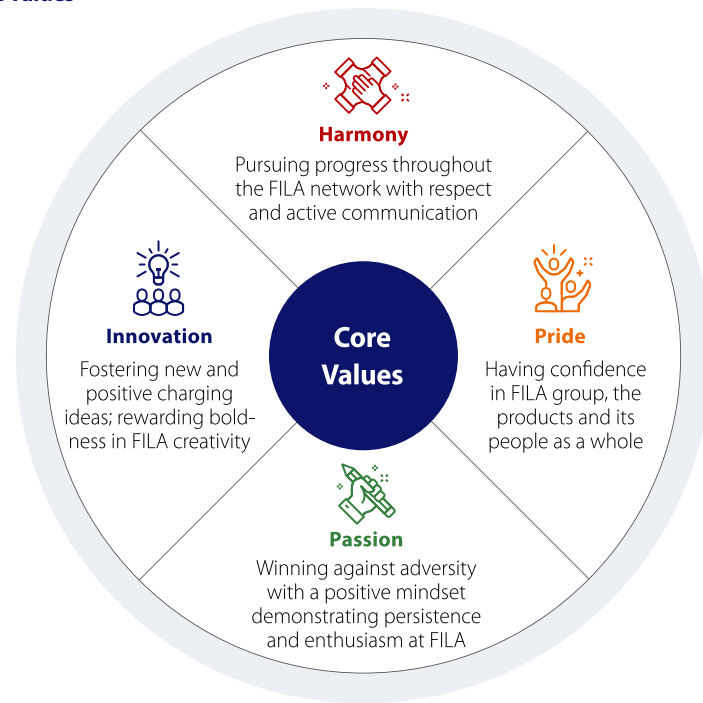 Values
Harmony
Pursuing progress throughout
the FILA network with respect
and active communication
Innovation
Fostering new and
positive charging
ideas; rewarding bold-
ness in FILA creativity
Core
Values
Pride
Having confidence
in FILA group, the
products and its
people as a whole
Passion
Winning against adversity
with a positive mindset
demonstrating persistence
and enthusiasm at FILA